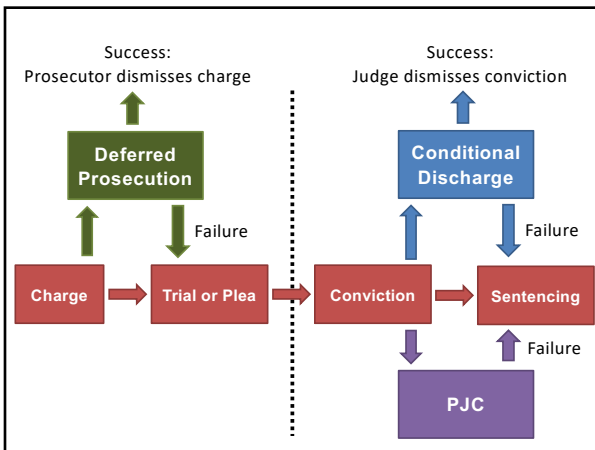 Success:
Prosecutor dismisses charge
Success:
Judge dismisses conviction
Deferred
Prosecution
Conditional
Discharge
Failure
Failure
Charge
Trial or Plea
Conviction
Sentencing
Failure
PJC